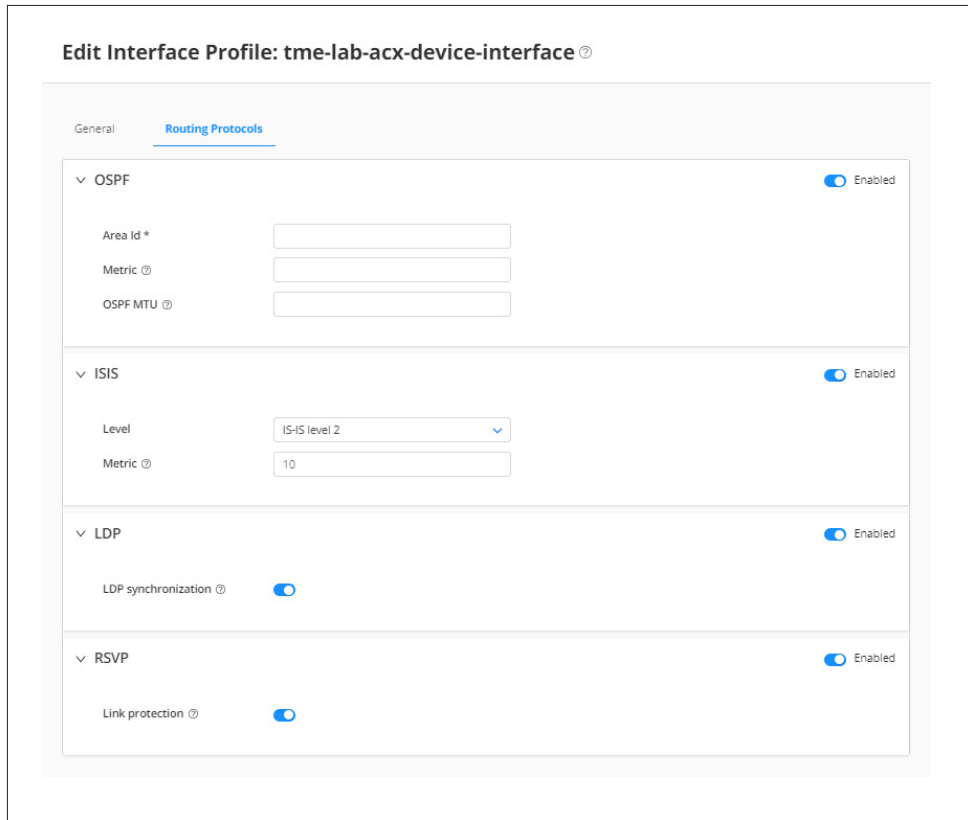 Edit Interface Profile: tme-lab-acx-device-interface ?
General Routing Protocols
OSPF Enabled
Area Id *
Metric ?
OSPF MTU ?
ISIS Enabled
Level IS-IS level 2
Metric ? 10
LDP Enabled
LDP synchronization ?
RSVP Enabled
Link protection ?